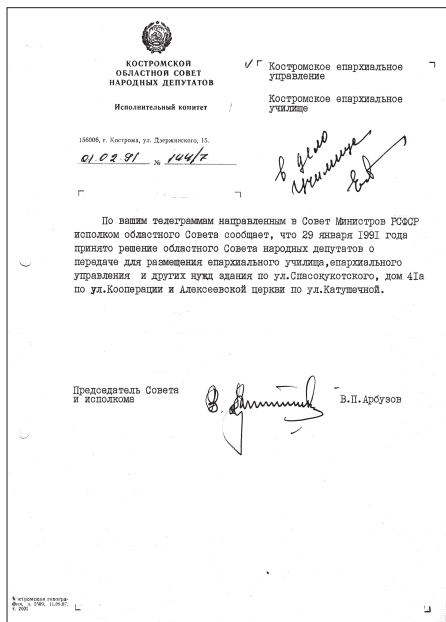 КОСТРОМСКОЙ
ОБЛАСТНОЙ СОВЕТ
НАРОДНЫХ ДЕПУТАТОВ
Исполнительный комитет
156006, г. Кострома, ул. Дзержинского, 15.
01.02.91 № 144/7
Костромское епархиальное
управление
Костромское епархиальное
училище
в дело
училища
По вашим телеграммам направленным в Совет Министров РСФСР
исполком областного Совета сообщает, что 29 января 1991 года
принято решение областного Совета народных депутатов о
передаче для размещения епархиального училища,епархиального
управления и других нужд здания по ул.Спасокукотского, дом 41а
по ул.Кооперации и Алексеевской церкви по ул.Катушечной.
Председатель Совета
и исполкома
В.П.Арбузов